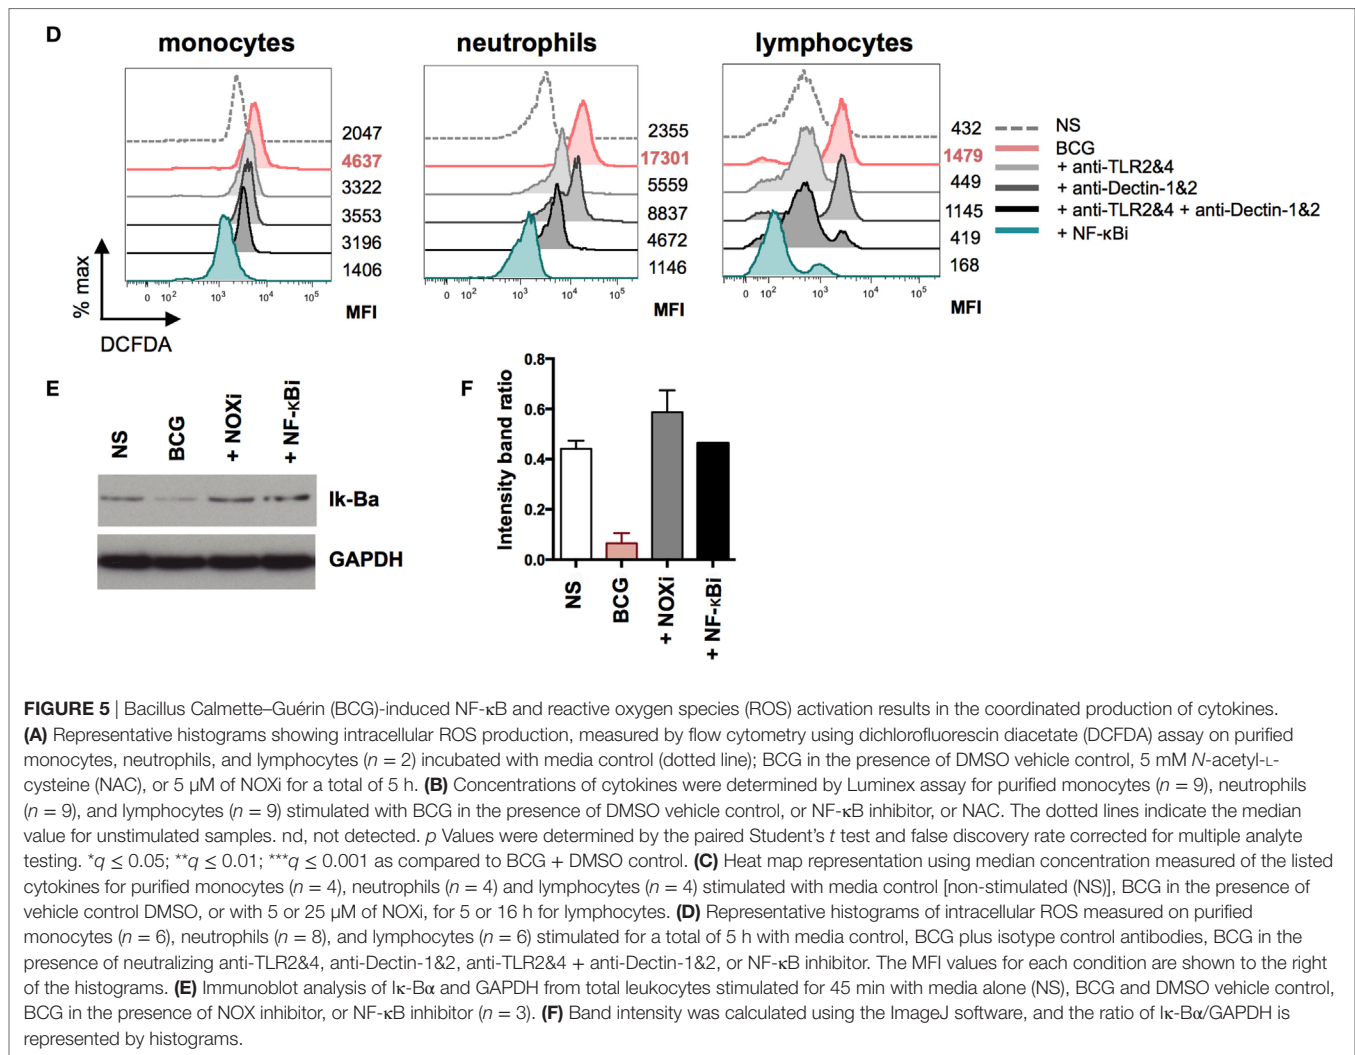 D
monocytes
neutrophils
lymphocytes
2047
4637
3322
3553
3196
1406
0 10² 10³ 10⁴ 10⁵
MFI
2355
17301
5559
8837
4672
1146
0 10² 10³ 10⁴ 10⁵
MFI
432
1479
449
1145
419
168
0 10² 10³ 10⁴ 10⁵
MFI
NS
BCG
+ anti-TLR2&4
+ anti-Dectin-1&2
+ anti-TLR2&4 + anti-Dectin-1&2
+ NF-κBi
% max
DCFDA
E
NS
BCG
+ NOXi
+ NF-κBi
Ik-Ba
GAPDH
F
Intensity band ratio
0.8
0.6
0.4
0.2
0.0
NS
BCG
+ NOXi
+ NF-κBi
FIGURE 5 | Bacillus Calmette–Guérin (BCG)-induced NF-κB and reactive oxygen species (ROS) activation results in the coordinated production of cytokines.
(A) Representative histograms showing intracellular ROS production, measured by flow cytometry using dichlorofluorescin diacetate (DCFDA) assay on purified
monocytes, neutrophils, and lymphocytes (n = 2) incubated with media control (dotted line); BCG in the presence of DMSO vehicle control, 5 mM N-acetyl-L-
cysteine (NAC), or 5 µM of NOXi for a total of 5 h. (B) Concentrations of cytokines were determined by Luminex assay for purified monocytes (n = 9), neutrophils
(n = 9), and lymphocytes (n = 9) stimulated with BCG in the presence of DMSO vehicle control, or NF-κB inhibitor, or NAC. The dotted lines indicate the median
value for unstimulated samples. nd, not detected. p Values were determined by the paired Student's t test and false discovery rate corrected for multiple analyte
testing. *q ≤ 0.05; **q ≤ 0.01; ***q ≤ 0.001 as compared to BCG + DMSO control. (C) Heat map representation using median concentration measured of the listed
cytokines for purified monocytes (n = 4), neutrophils (n = 4) and lymphocytes (n = 4) stimulated with media control [non-stimulated (NS)], BCG in the presence of
vehicle control DMSO, or with 5 or 25 µM of NOXi, for 5 or 16 h for lymphocytes. (D) Representative histograms of intracellular ROS measured on purified
monocytes (n = 6), neutrophils (n = 8), and lymphocytes (n = 6) stimulated for a total of 5 h with media control, BCG plus isotype control antibodies, BCG in the
presence of neutralizing anti-TLR2&4, anti-Dectin-1&2, anti-TLR2&4 + anti-Dectin-1&2, or NF-κB inhibitor. The MFI values for each condition are shown to the right
of the histograms. (E) Immunoblot analysis of Iκ-Bα and GAPDH from total leukocytes stimulated for 45 min with media alone (NS), BCG and DMSO vehicle control,
BCG in the presence of NOX inhibitor, or NF-κB inhibitor (n = 3). (F) Band intensity was calculated using the ImageJ software, and the ratio of Iκ-Bα/GAPDH is
represented by histograms.